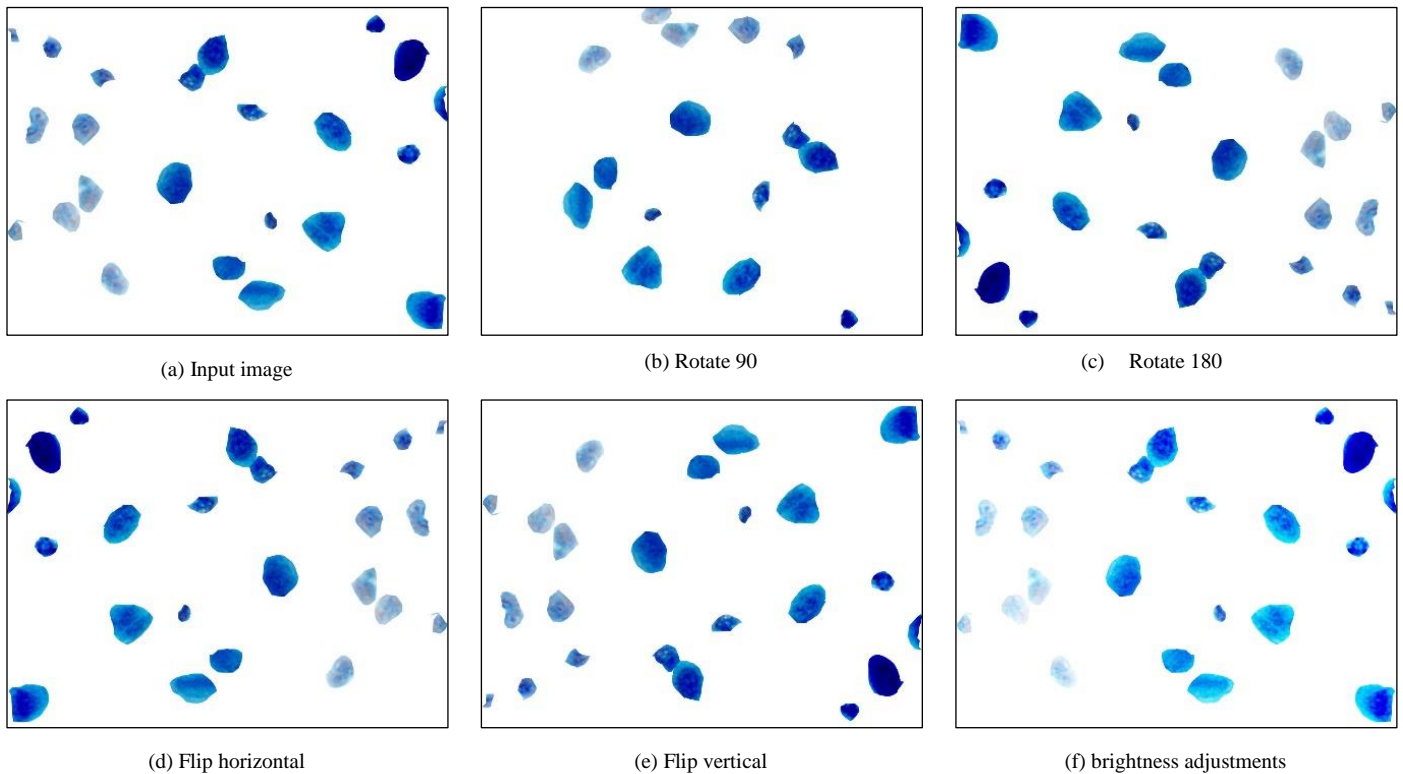 (a) Input image
(b) Rotate 90
(c) Rotate 180
(d) Flip horizontal
(e) Flip vertical
(f) brightness adjustments